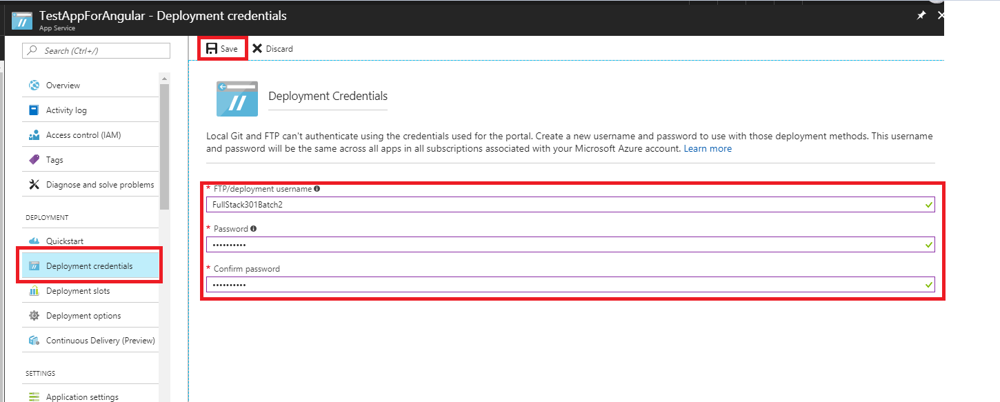 TestAppForAngular - Deployment credentials
App Service
Search (Ctrl+/)
Overview
Activity log
Access control (IAM)
Tags
Diagnose and solve problems
DEPLOYMENT
Quickstart
Deployment credentials
Deployment slots
Deployment options
Continuous Delivery (Preview)
SETTINGS
Application settings
Save
Discard
Deployment Credentials
Local Git and FTP can't authenticate using the credentials used for the portal. Create a new username and password to use with those deployment methods. This username
and password will be the same across all apps in all subscriptions associated with your Microsoft Azure account. Learn more
* FTP/deployment username
FullStack301Batch2
* Password
••••••••••
* Confirm password
••••••••••